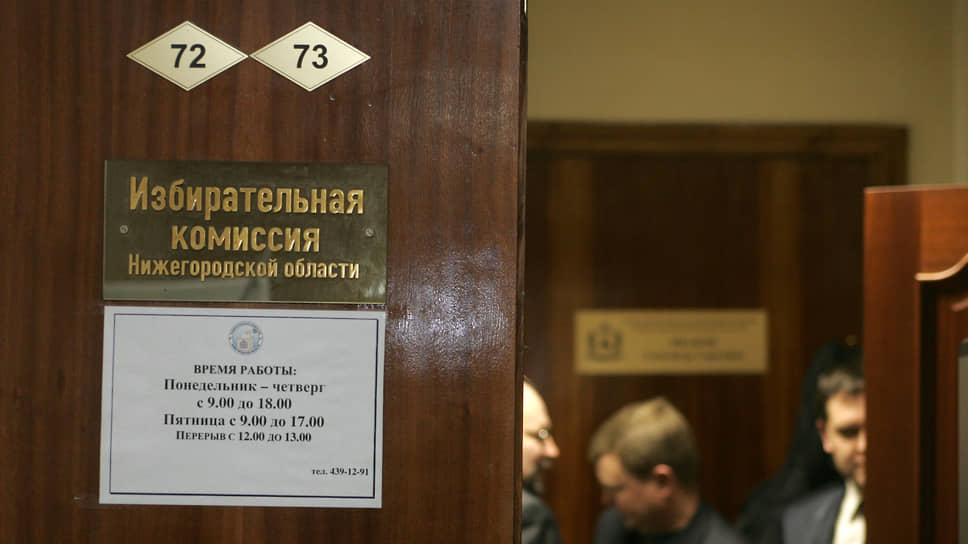 72 73
Избирательная
комиссия
Нижегородской области
ВРЕМЯ РАБОТЫ:
Понедельник – четверг
с 9.00 до 18.00
Пятница с 9.00 до 17.00
Перерыв с 12.00 до 13.00
тел. 439-12-91